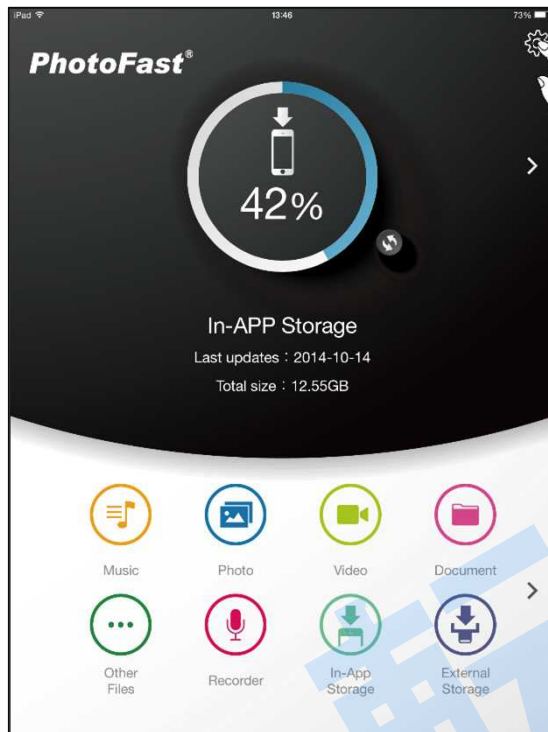 iPad 13:46 73%
PhotoFast®
42%
In-APP Storage
Last updates：2014-10-14
Total size：12.55GB
Music Photo Video Document
Other Files Recorder In-App Storage External Storage